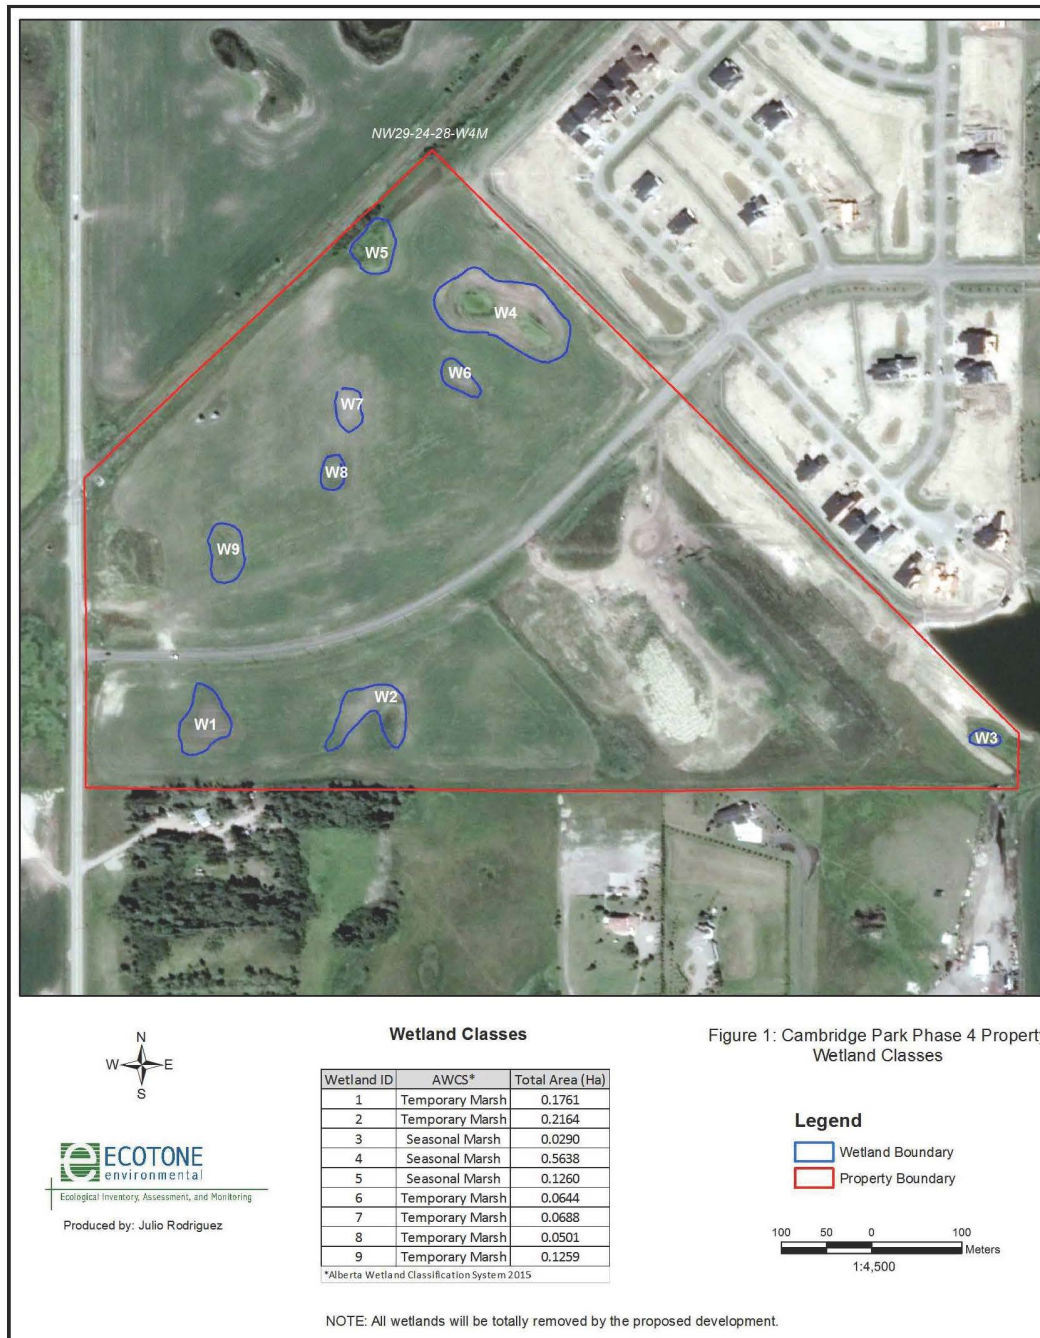 NW29-24-28-W4M
W5
W4
W6
W7
W8
W9
W1
W2
W3
N
W E
S
ECOTONE
environmental
Ecological Inventory, Assessment, and Monitoring
Produced by: Julio Rodriguez
Wetland Classes
Wetland ID AWCS* Total Area (Ha)
1 Temporary Marsh 0.1761
2 Temporary Marsh 0.2164
3 Seasonal Marsh 0.0290
4 Seasonal Marsh 0.5638
5 Seasonal Marsh 0.1260
6 Temporary Marsh 0.0644
7 Temporary Marsh 0.0688
8 Temporary Marsh 0.0501
9 Temporary Marsh 0.1259
*Alberta Wetland Classification System 2015
Figure 1: Cambridge Park Phase 4 Property
Wetland Classes
Legend
Wetland Boundary
Property Boundary
100 50 0 100
Meters
1:4,500
NOTE: All wetlands will be totally removed by the proposed development.